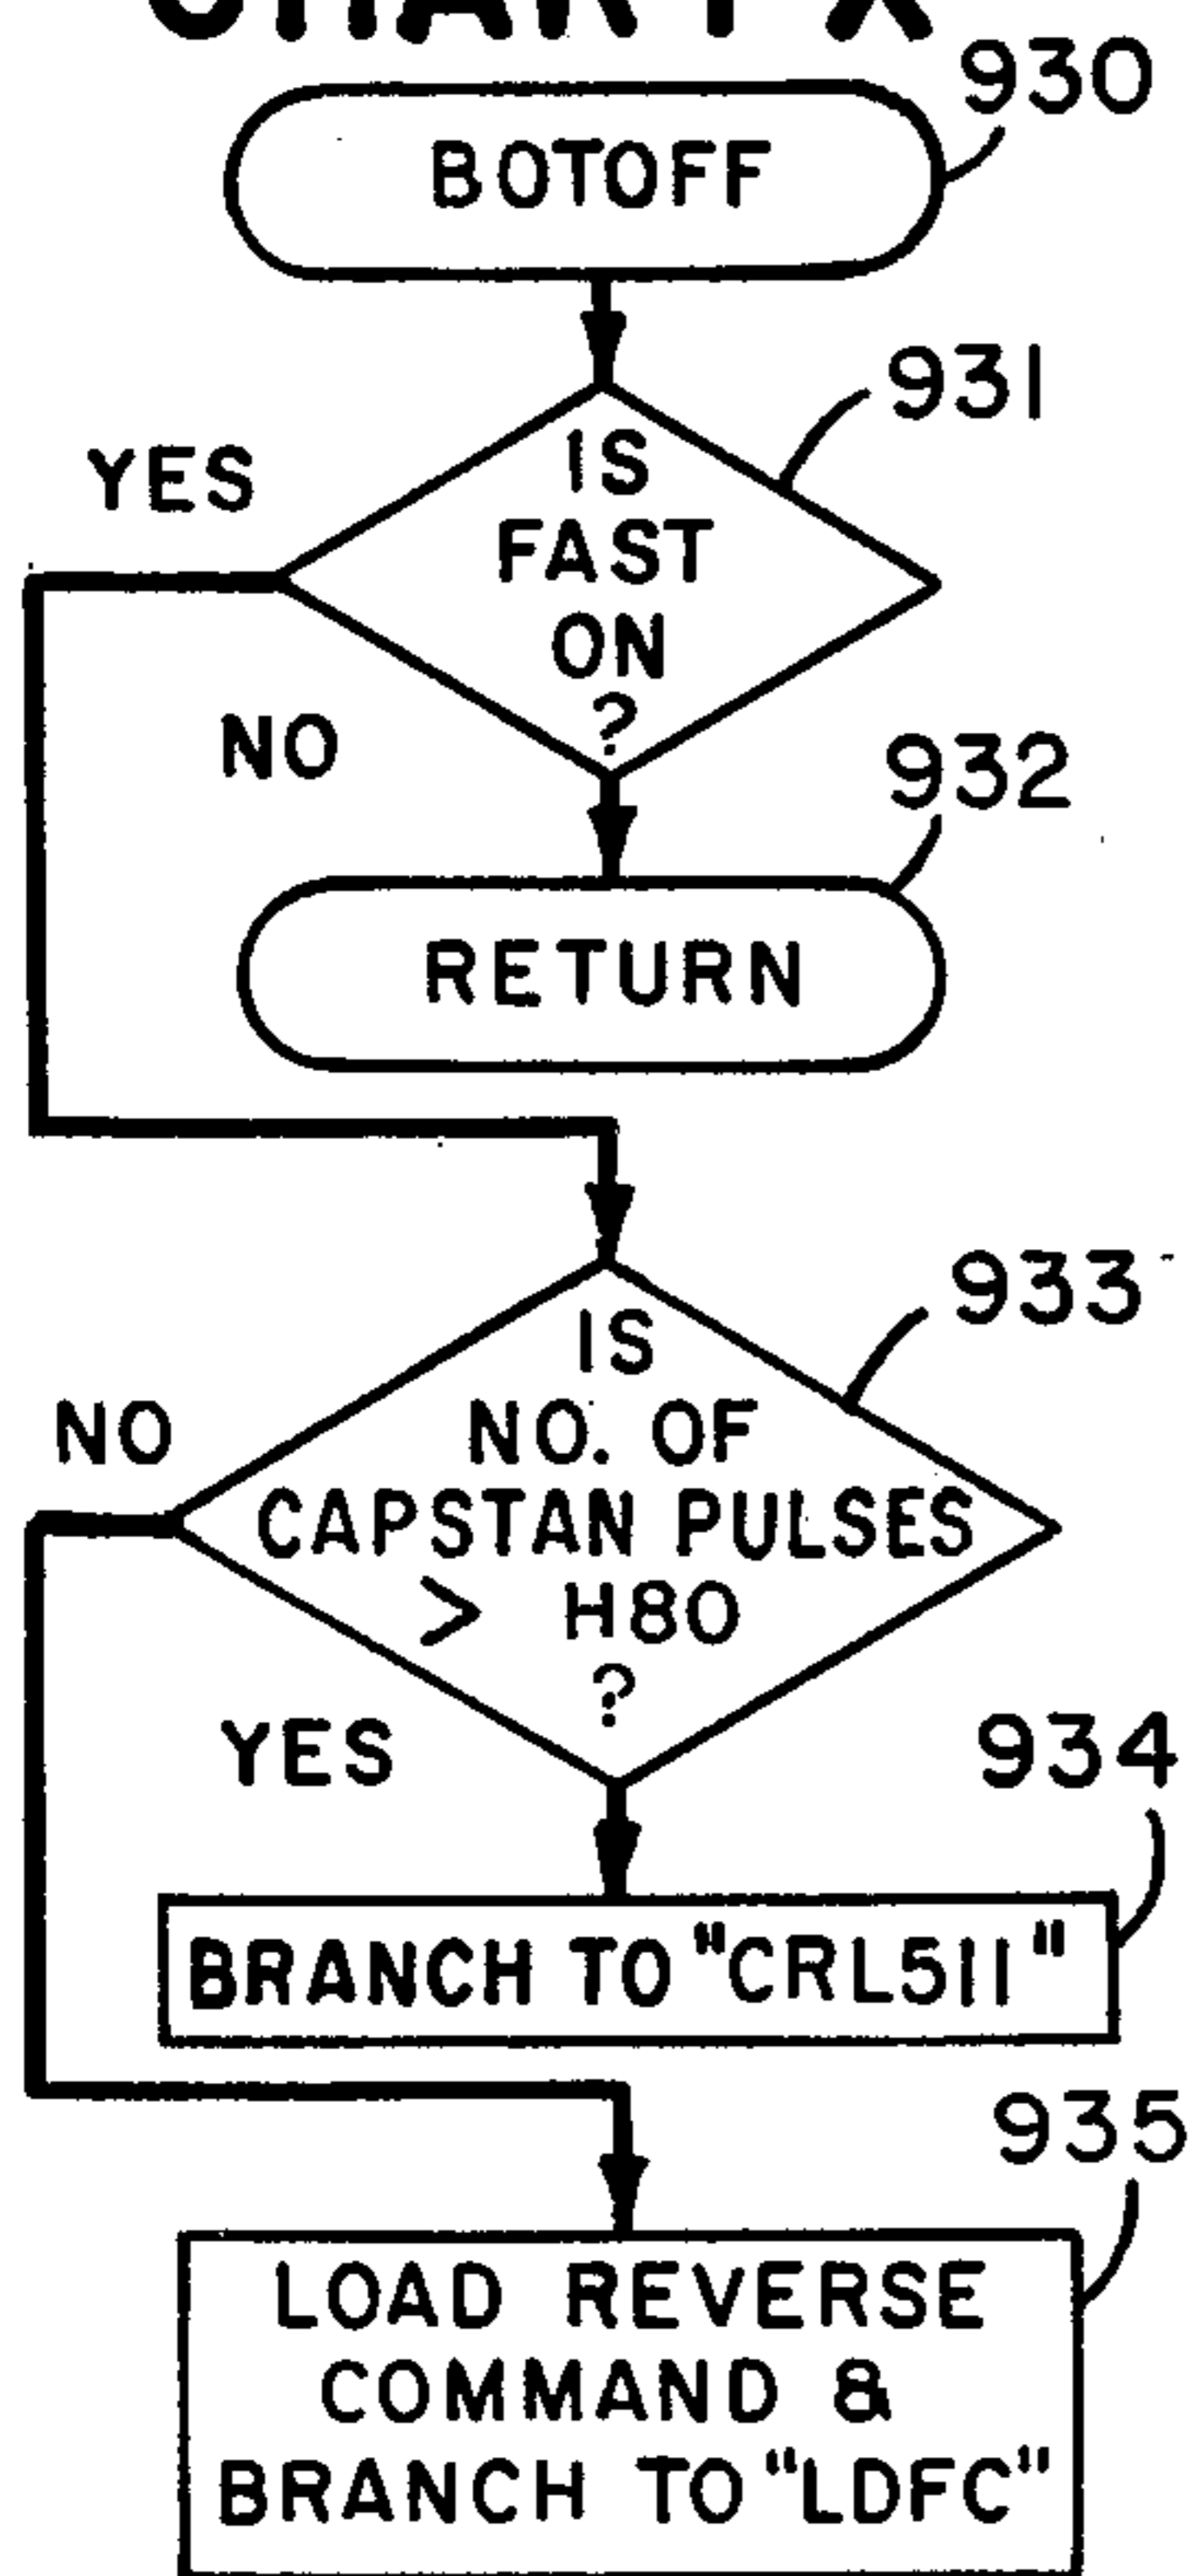 CHART X
930
BOTOFF
931
YES
IS
FAST
ON
?
NO
932
RETURN
933
IS
NO. OF
CAPSTAN PULSES
> H80
?
NO
YES
934
BRANCH TO "CRL511"
935
LOAD REVERSE
COMMAND &
BRANCH TO "LDFC"